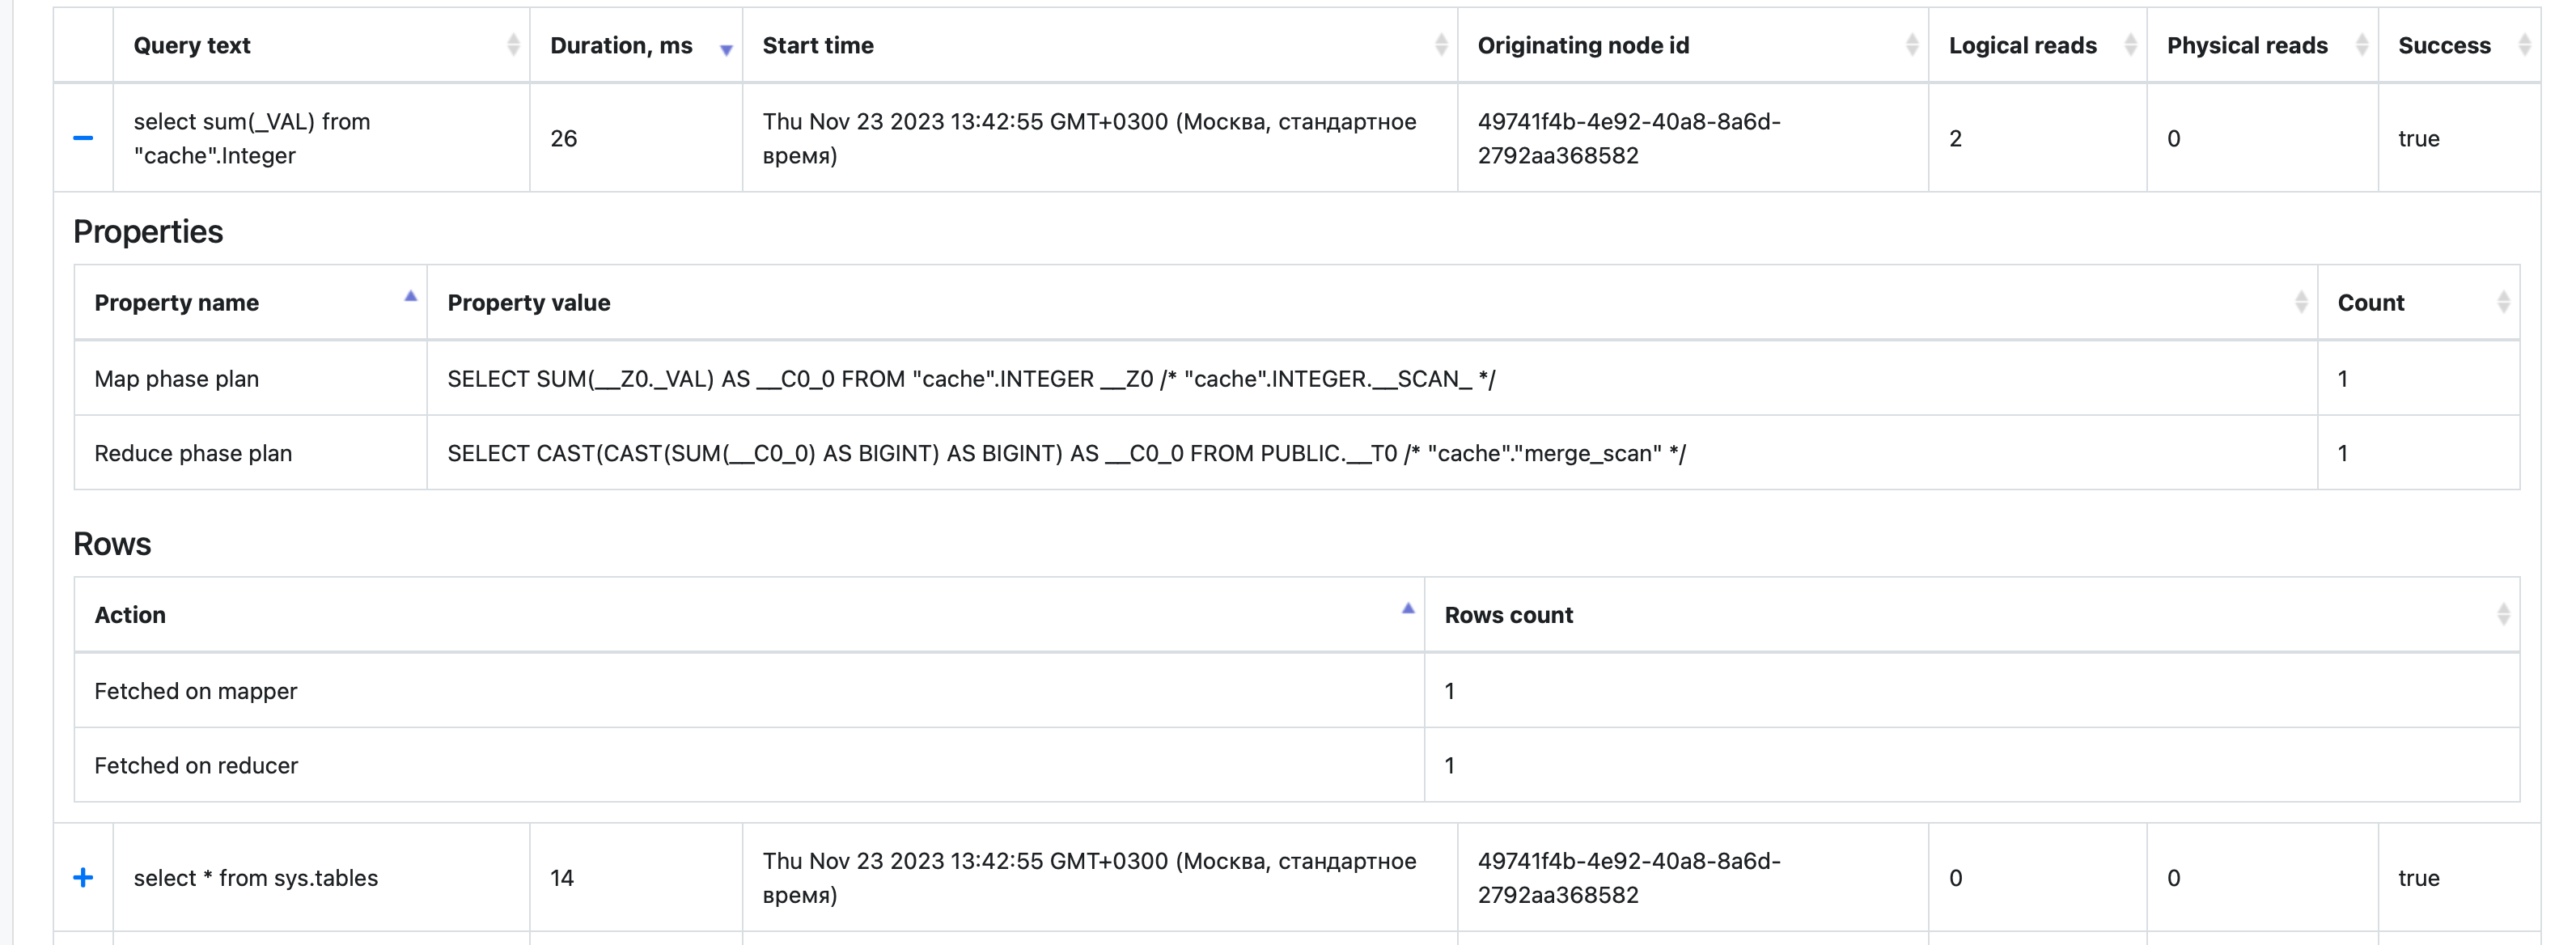 Query text Duration, ms Start time Originating node id Logical reads Physical reads Success
select sum(_VAL) from
"cache".Integer
26
Thu Nov 23 2023 13:42:55 GMT+0300 (Москва, стандартное
время)
49741f4b-4e92-40a8-8a6d-
2792aa368582
2
0
true
Properties
Property name Property value Count
Map phase plan SELECT SUM(__Z0._VAL) AS __C0_0 FROM "cache".INTEGER __Z0 /* "cache".INTEGER.__SCAN_ */ 1
Reduce phase plan SELECT CAST(CAST(SUM(__C0_0) AS BIGINT) AS BIGINT) AS __C0_0 FROM PUBLIC.__T0 /* "cache"."merge_scan" */ 1
Rows
Action Rows count
Fetched on mapper 1
Fetched on reducer 1
select * from sys.tables
14
Thu Nov 23 2023 13:42:55 GMT+0300 (Москва, стандартное
время)
49741f4b-4e92-40a8-8a6d-
2792aa368582
0
0
true